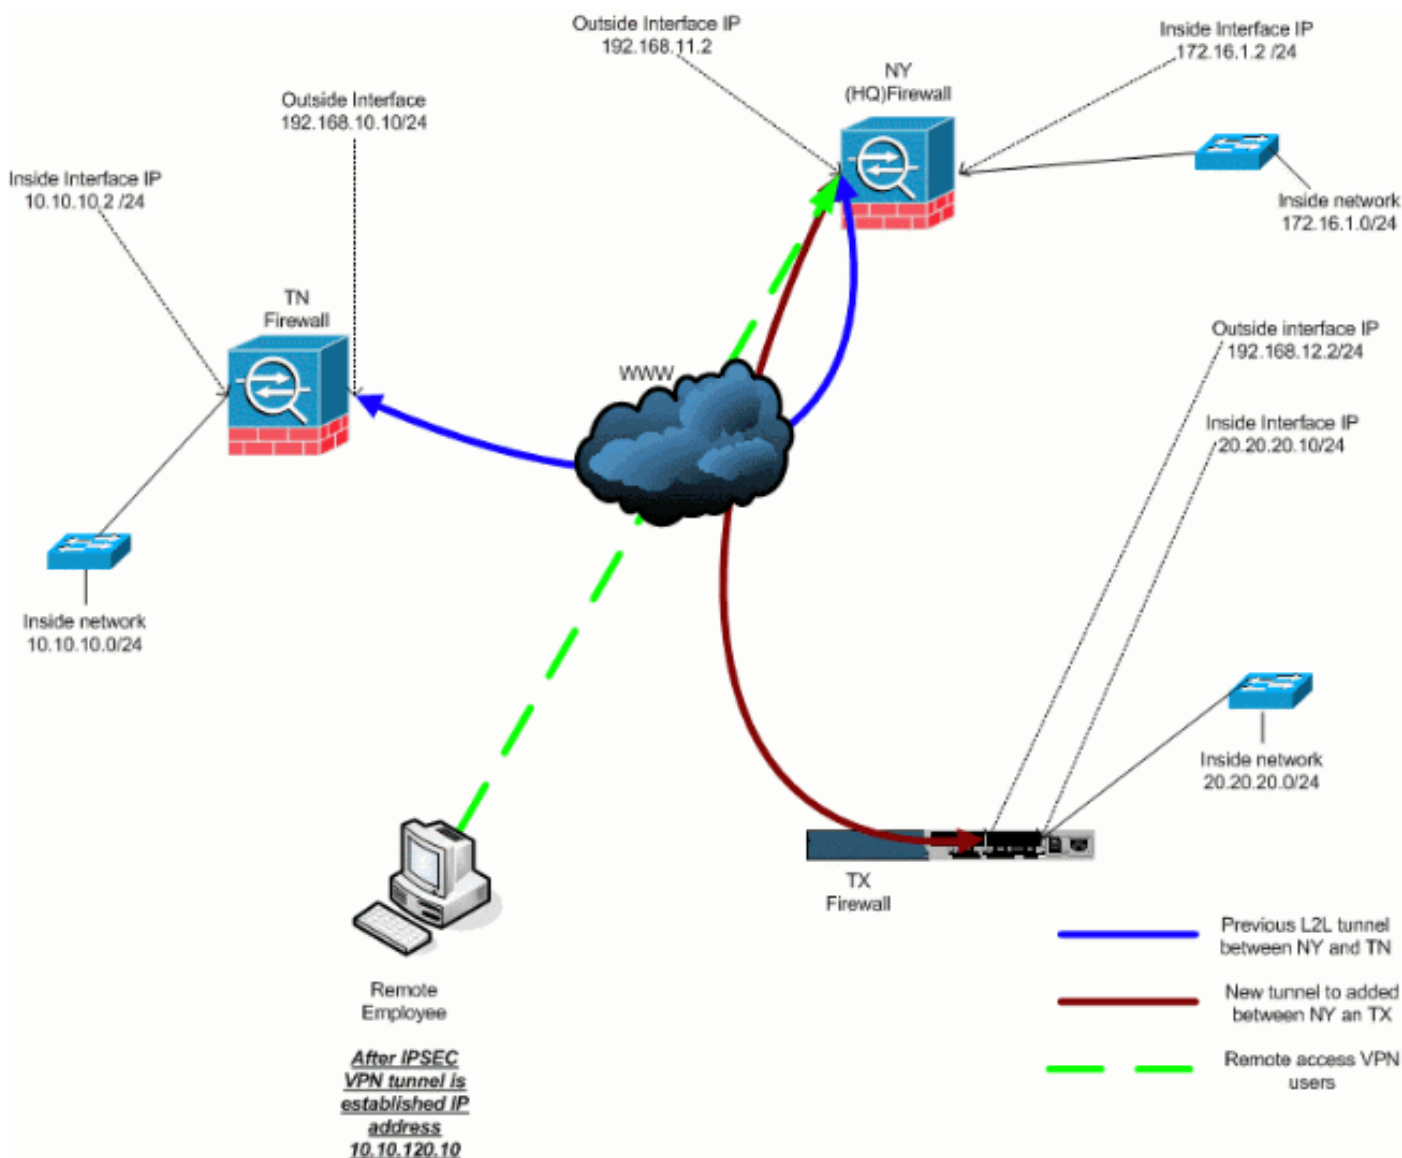 Outside Interface IP
192.168.11.2
Inside Interface IP
172.16.1.2 /24
NY
(HQ)Firewall
Outside Interface
192.168.10.10/24
Inside Interface IP
10.10.10.2 /24
Inside network
172.16.1.0/24
TN
Firewall
Outside interface IP
192.168.12.2/24
WWW
Inside Interface IP
20.20.20.10/24
Inside network
10.10.10.0/24
Inside network
20.20.20.0/24
TX
Firewall
Previous L2L tunnel
between NY and TN
Remote
Employee
New tunnel to added
between NY an TX
After IPSEC
VPN tunnel is
established IP
address
10.10.120.10
Remote access VPN
users